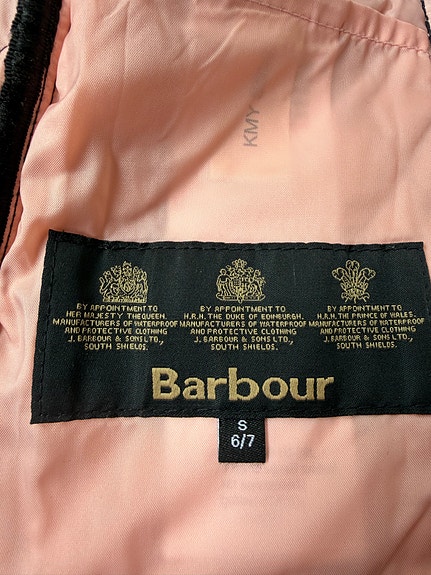 KMY
BY APPOINTMENT TO
HER MAJESTY THE QUEEN.
MANUFACTURERS OF WATERPROOF
AND PROTECTIVE CLOTHING
J. BARBOUR & SONS LTD.,
SOUTH SHIELDS.
BY APPOINTMENT TO
H.R.H. THE DUKE OF EDINBURGH.
MANUFACTURERS OF WATERPROOF
AND PROTECTIVE CLOTHING
J. BARBOUR & SONS LTD.,
SOUTH SHIELDS.
BY APPOINTMENT TO
H.R.H. THE PRINCE OF WALES.
MANUFACTURERS OF WATERPROOF
AND PROTECTIVE CLOTHING
J. BARBOUR & SONS LTD.,
SOUTH SHIELDS.
Barbour
S
6/7